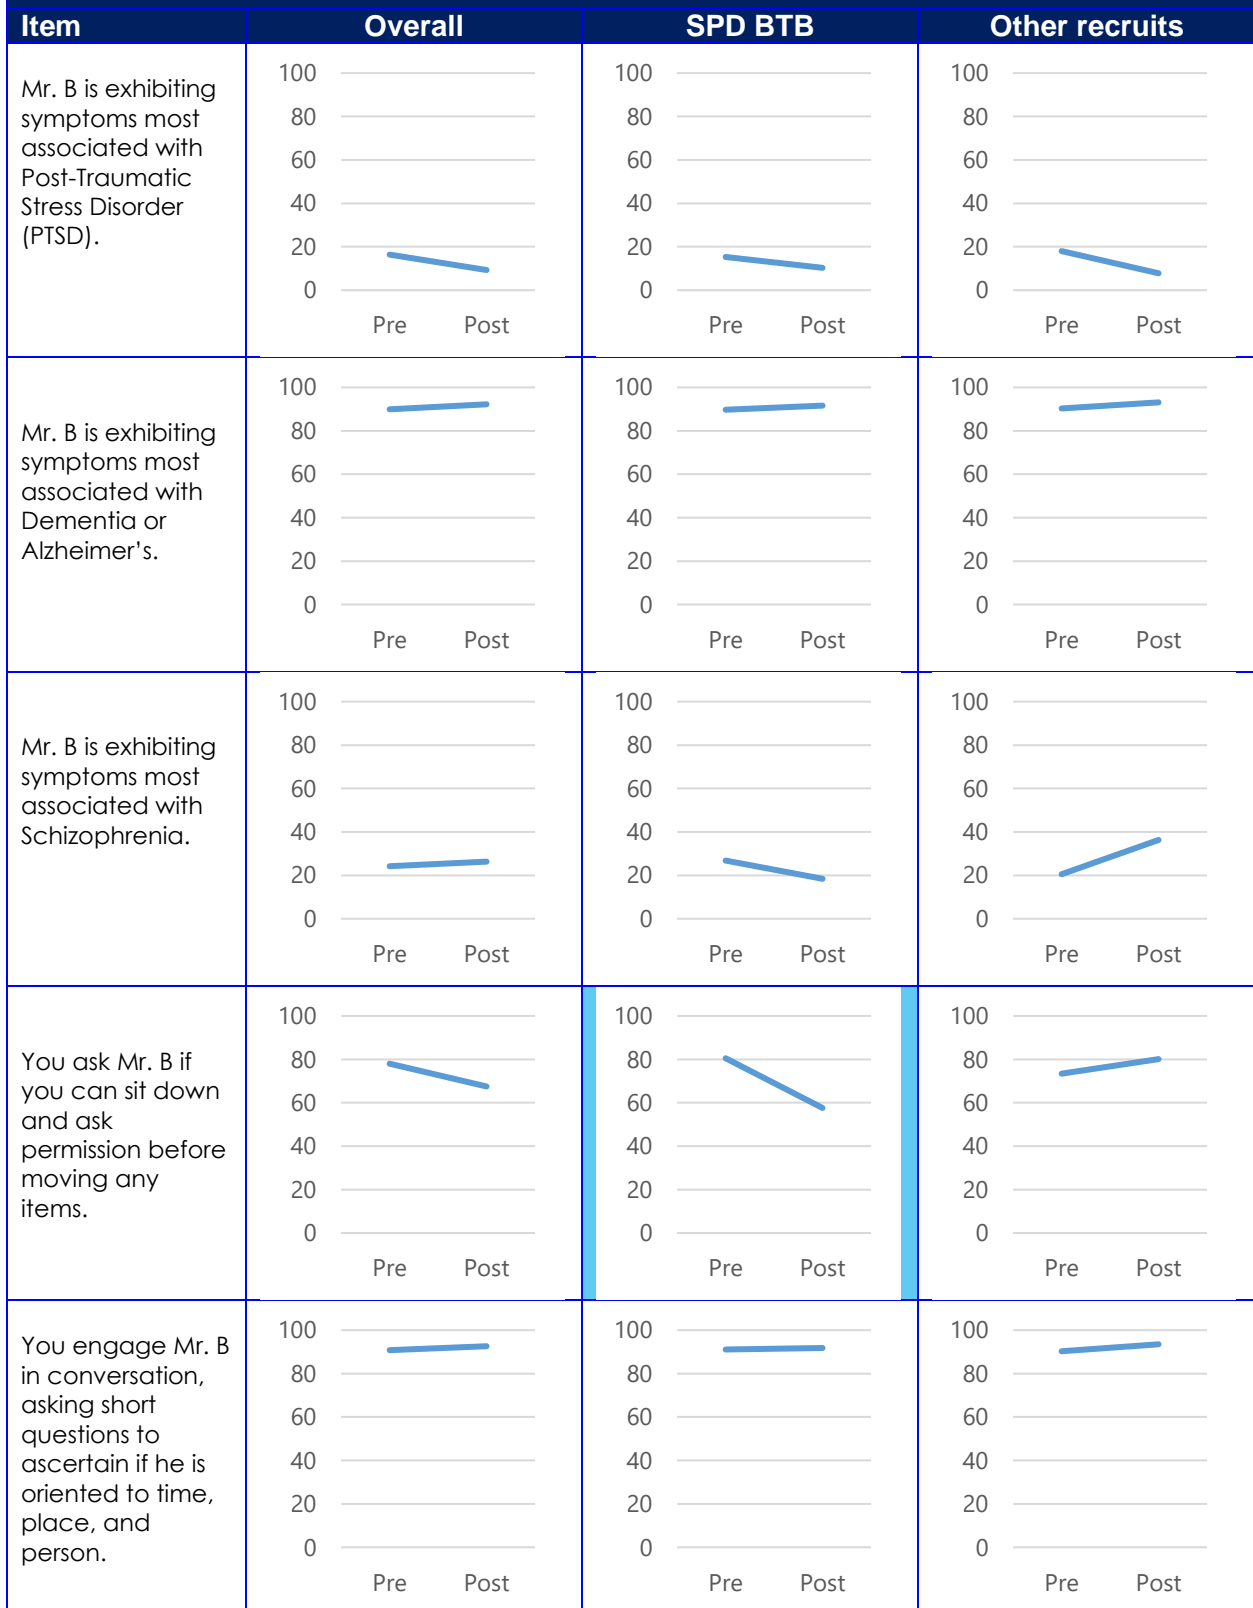 Item Overall SPD BTB Other recruits
Mr. B is exhibiting
symptoms most
associated with
Post-Traumatic
Stress Disorder
(PTSD).
100
80
60
40
20
0
Pre Post
100
80
60
40
20
0
Pre Post
100
80
60
40
20
0
Pre Post
Mr. B is exhibiting
symptoms most
associated with
Dementia or
Alzheimer’s.
100
80
60
40
20
0
Pre Post
100
80
60
40
20
0
Pre Post
100
80
60
40
20
0
Pre Post
Mr. B is exhibiting
symptoms most
associated with
Schizophrenia.
100
80
60
40
20
0
Pre Post
100
80
60
40
20
0
Pre Post
100
80
60
40
20
0
Pre Post
You ask Mr. B if
you can sit down
and ask
permission before
moving any
items.
100
80
60
40
20
0
Pre Post
100
80
60
40
20
0
Pre Post
100
80
60
40
20
0
Pre Post
You engage Mr. B
in conversation,
asking short
questions to
ascertain if he is
oriented to time,
place, and
person.
100
80
60
40
20
0
Pre Post
100
80
60
40
20
0
Pre Post
100
80
60
40
20
0
Pre Post